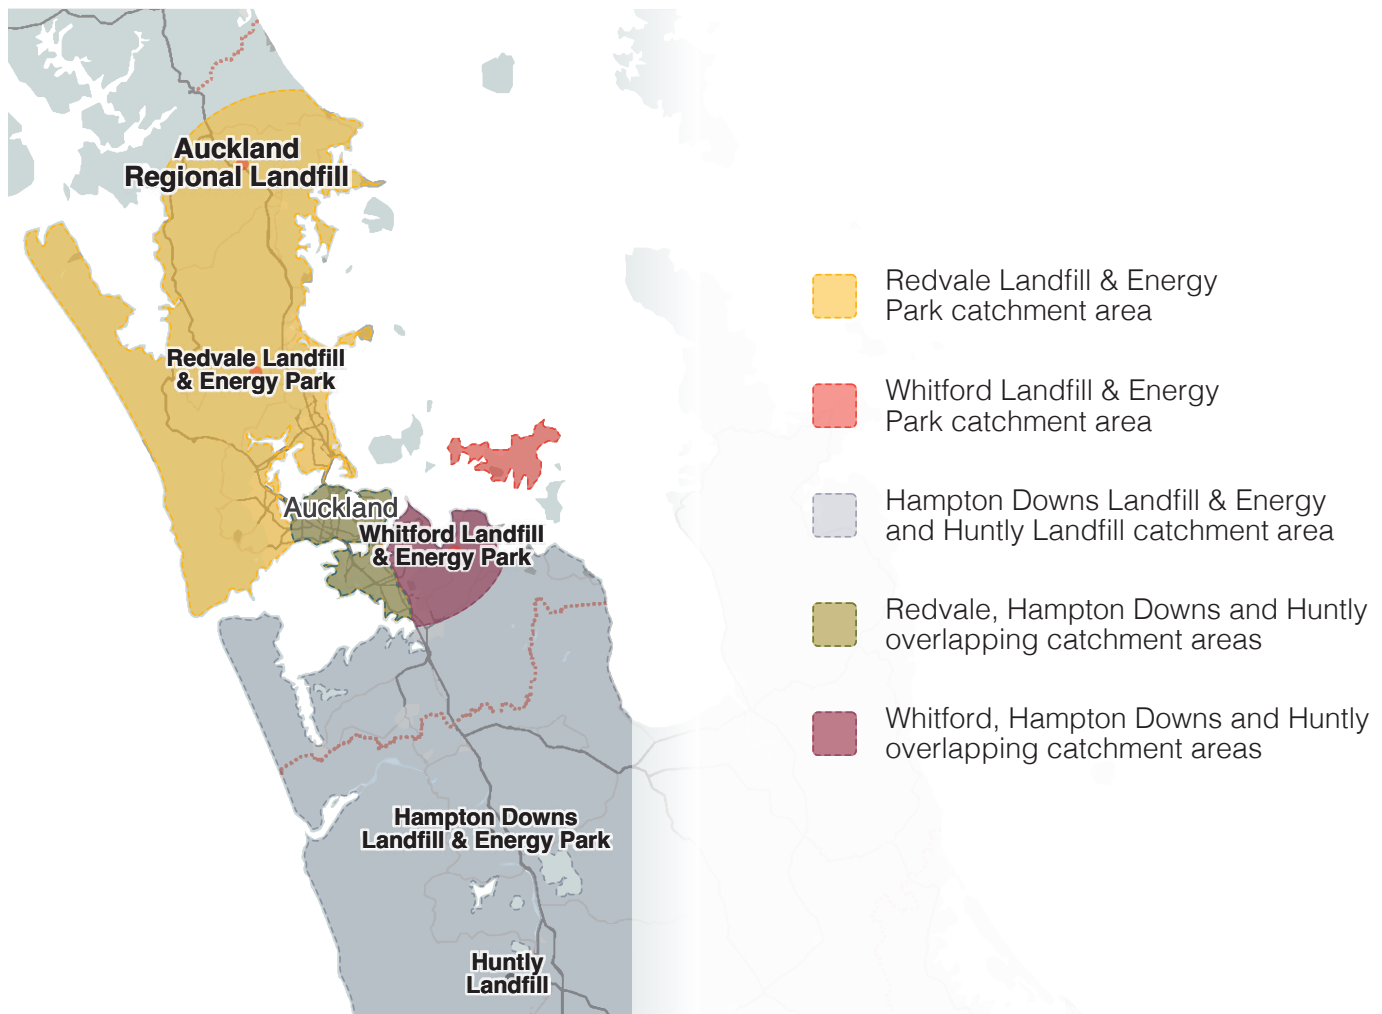 Auckland
Regional Landfill
Redvale Landfill
& Energy Park
Auckland
Whitford Landfill
& Energy Park
Hampton Downs
Landfill & Energy Park
Huntly
Landfill
Redvale Landfill & Energy
Park catchment area
Whitford Landfill & Energy
Park catchment area
Hampton Downs Landfill & Energy
and Huntly Landfill catchment area
Redvale, Hampton Downs and Huntly
overlapping catchment areas
Whitford, Hampton Downs and Huntly
overlapping catchment areas